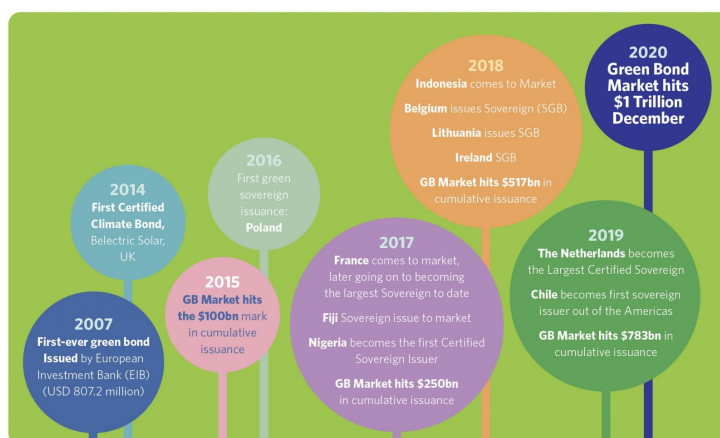 2007
First-ever green bond
Issued by European
Investment Bank (EIB)
(USD 807.2 million)
2014
First Certified
Climate Bond,
Belectric Solar,
UK
2015
GB Market hits
the $100bn mark
in cumulative
issuance
2016
First green
sovereign
issuance:
Poland
2017
France comes to market,
later going on to becoming
the largest Sovereign to date
Fiji Sovereign issue to market
Nigeria becomes the first Certified
Sovereign Issuer
GB Market hits $250bn
in cumulative issuance
2018
Indonesia comes to Market
Belgium issues Sovereign (SGB)
Lithuania issues SGB
Ireland SGB
GB Market hits $517bn in
cumulative issuance
2019
The Netherlands becomes
the Largest Certified Sovereign
Chile becomes first sovereign
issuer out of the Americas
GB Market hits $783bn in
cumulative issuance
2020
Green Bond
Market hits
$1 Trillion
December